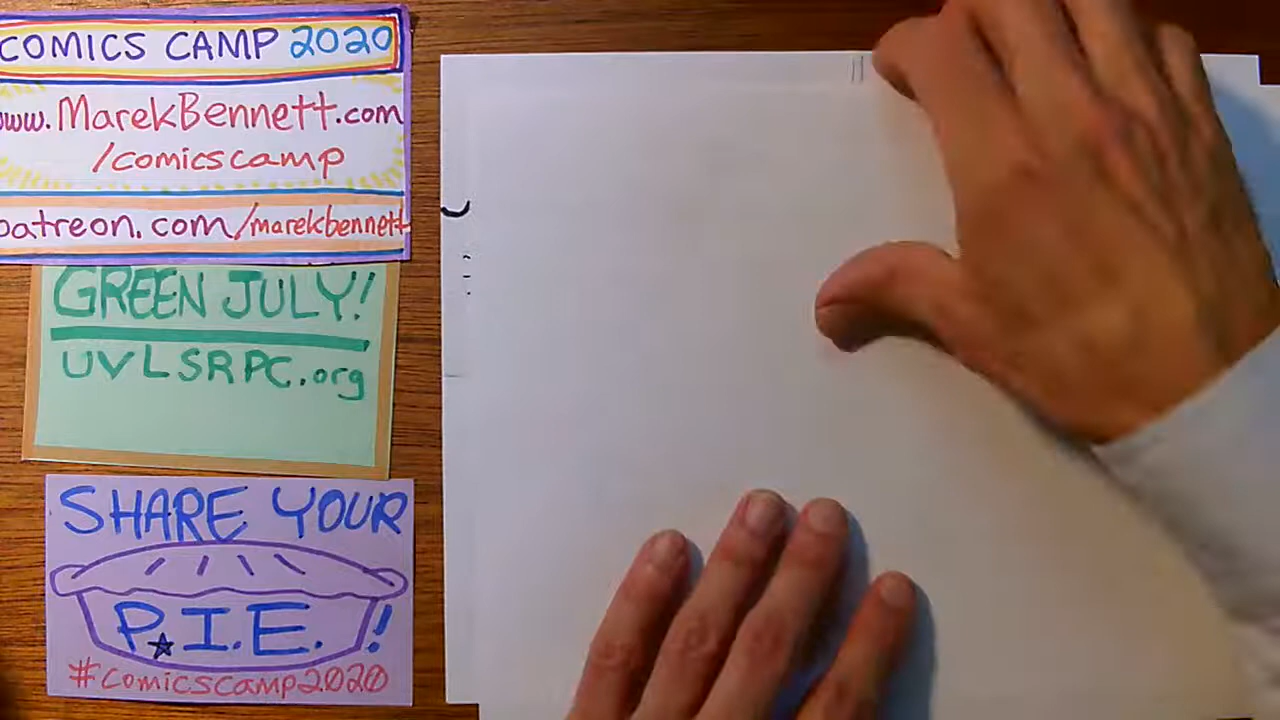 COMICS CAMP 2020
www.MarekBennett.com
/comicscamp
patreon.com/marekbennett
GREEN JULY!
UVLSRPC.org
SHARE YOUR
P.I.E.!
#comicscamp2020